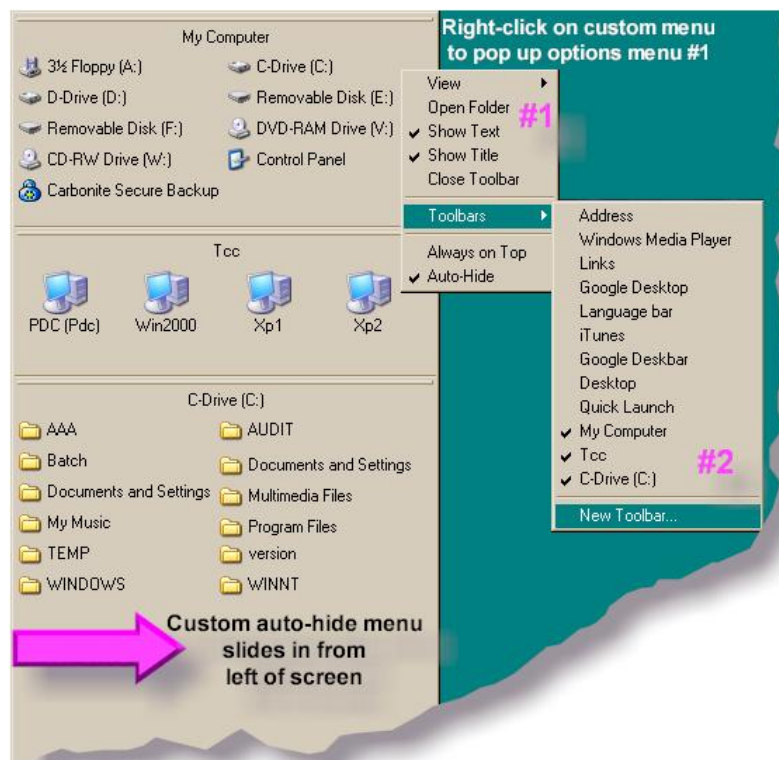 Right-click on custom menu
to pop up options menu #1
My Computer
3½ Floppy (A:)
C-Drive (C:)
D-Drive (D:)
Removable Disk (E:)
Removable Disk (F:)
DVD-RAM Drive (V:)
CD-RW Drive (W:)
Control Panel
Carbonite Secure Backup
View
Open Folder
#1
Show Text
Show Title
Close Toolbar
Toolbars
Always on Top
Auto-Hide
Address
Windows Media Player
Links
Google Desktop
Language bar
iTunes
Google Deskbar
Desktop
Quick Launch
My Computer
Tcc
#2
C-Drive (C:)
New Toolbar...
Tcc
PDC (Pdc)
Win2000
Xp1
Xp2
C-Drive (C:)
AAA
AUDIT
Batch
Documents and Settings
Documents and Settings
Multimedia Files
My Music
Program Files
TEMP
version
WINDOWS
WINNT
Custom auto-hide menu
slides in from
left of screen